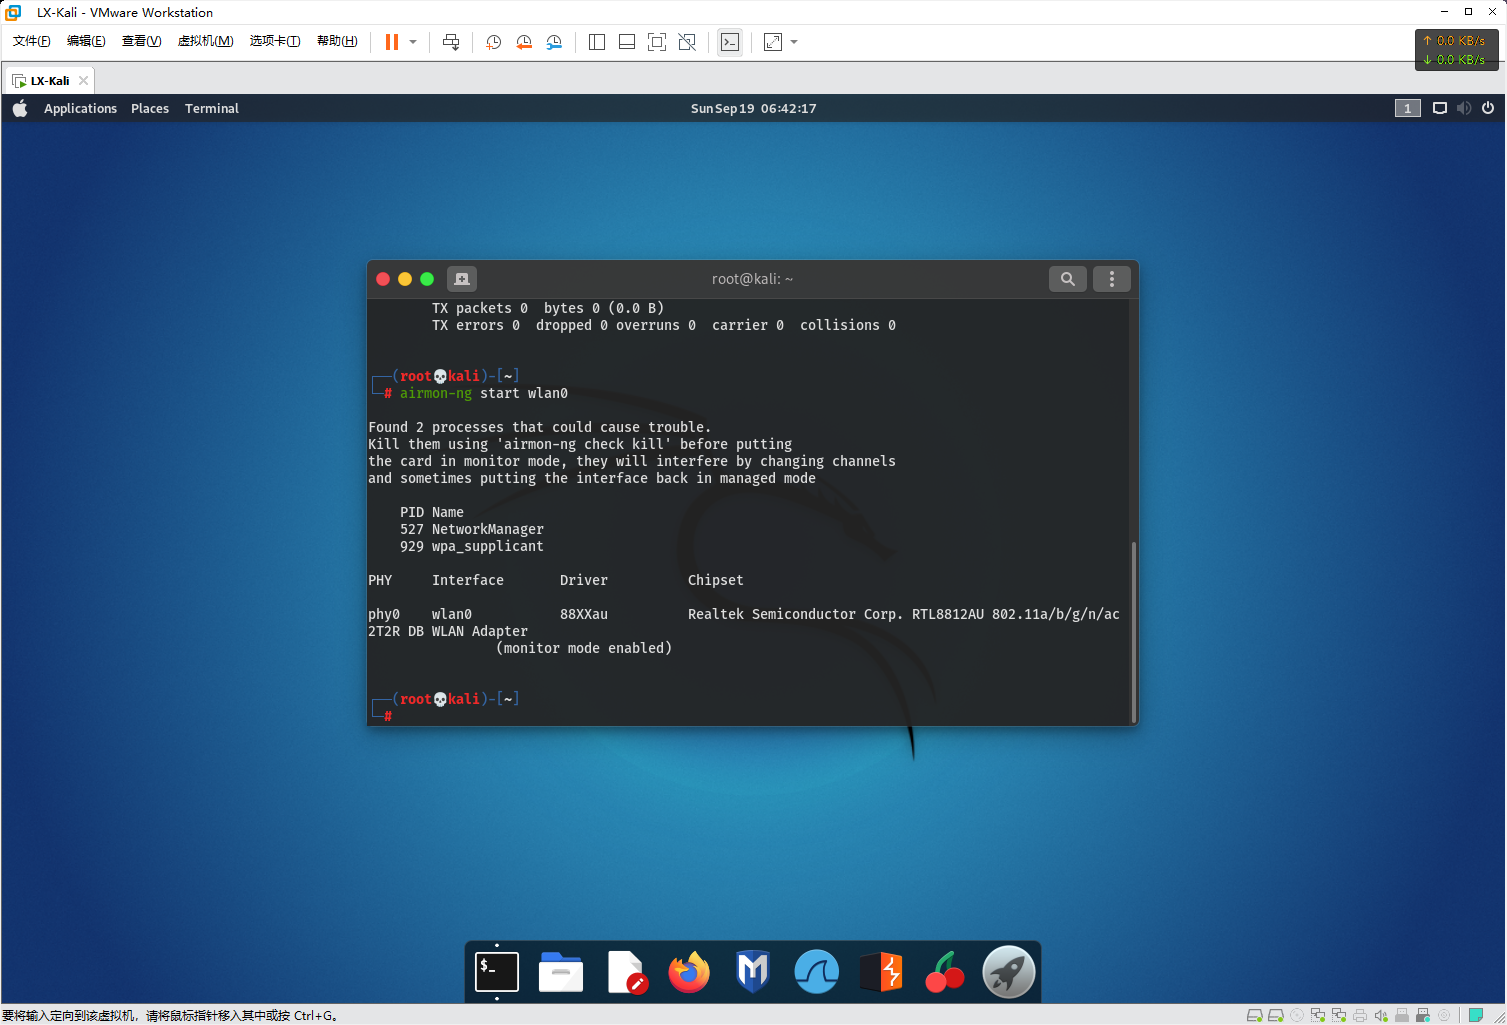 LX-Kali - VMware Workstation
文件(F) 编辑(E) 查看(V) 虚拟机(M) 选项卡(T) 帮助(H)
↑ 0.0 KB/s
↓ 0.0 KB/s
LX-Kali
Applications Places Terminal Sun Sep 19 06:42:17 1
root@kali: ~
TX packets 0 bytes 0 (0.0 B)
TX errors 0 dropped 0 overruns 0 carrier 0 collisions 0
┌──(root💀kali)-[~]
└─# airmon-ng start wlan0
Found 2 processes that could cause trouble.
Kill them using 'airmon-ng check kill' before putting
the card in monitor mode, they will interfere by changing channels
and sometimes putting the interface back in managed mode
PID Name
527 NetworkManager
929 wpa_supplicant
PHY Interface Driver Chipset
phy0 wlan0 88XXau Realtek Semiconductor Corp. RTL8812AU 802.11a/b/g/n/ac
2T2R DB WLAN Adapter
(monitor mode enabled)
┌──(root💀kali)-[~]
└─#
$_
要将输入定向到该虚拟机，请将鼠标指针移入其中或按 Ctrl+G。